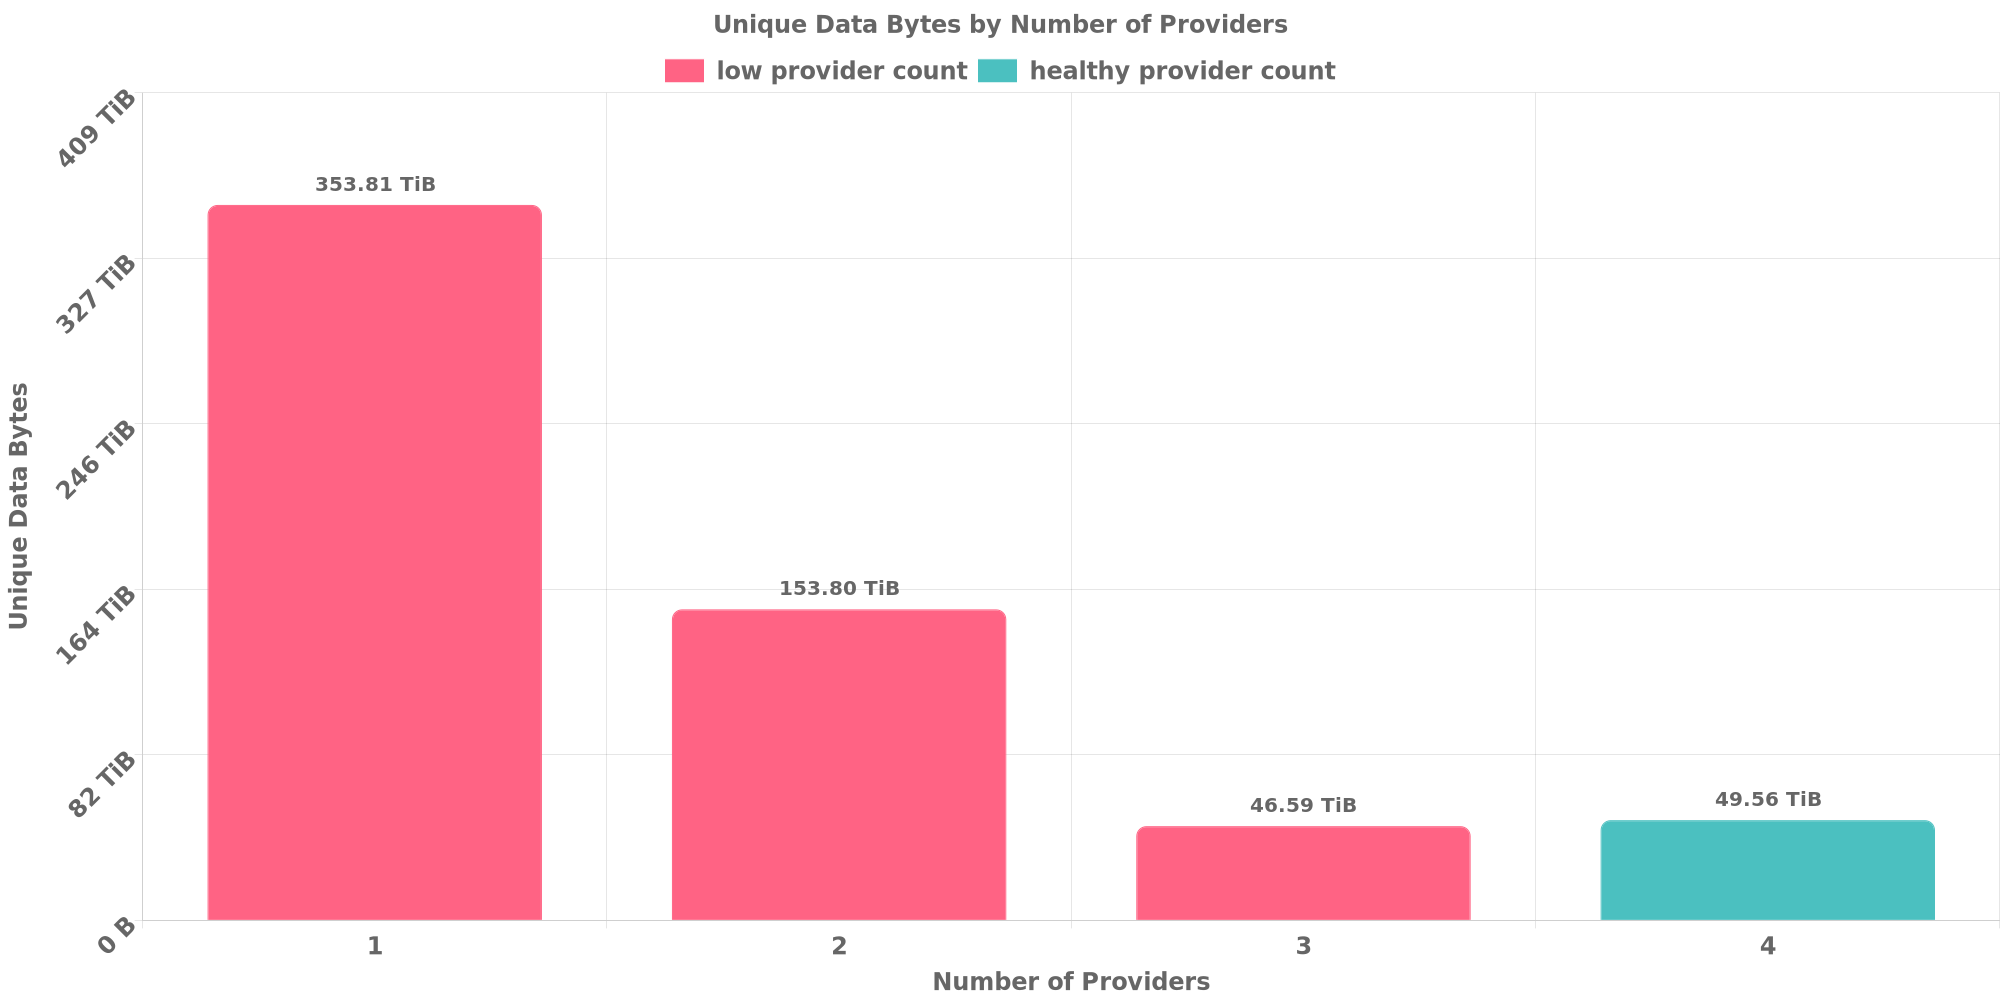 Unique Data Bytes by Number of Providers
low provider count healthy provider count
409 TiB
327 TiB
246 TiB
164 TiB
82 TiB
0 B
Unique Data Bytes
353.81 TiB
153.80 TiB
46.59 TiB
49.56 TiB
1 2 3 4
Number of Providers